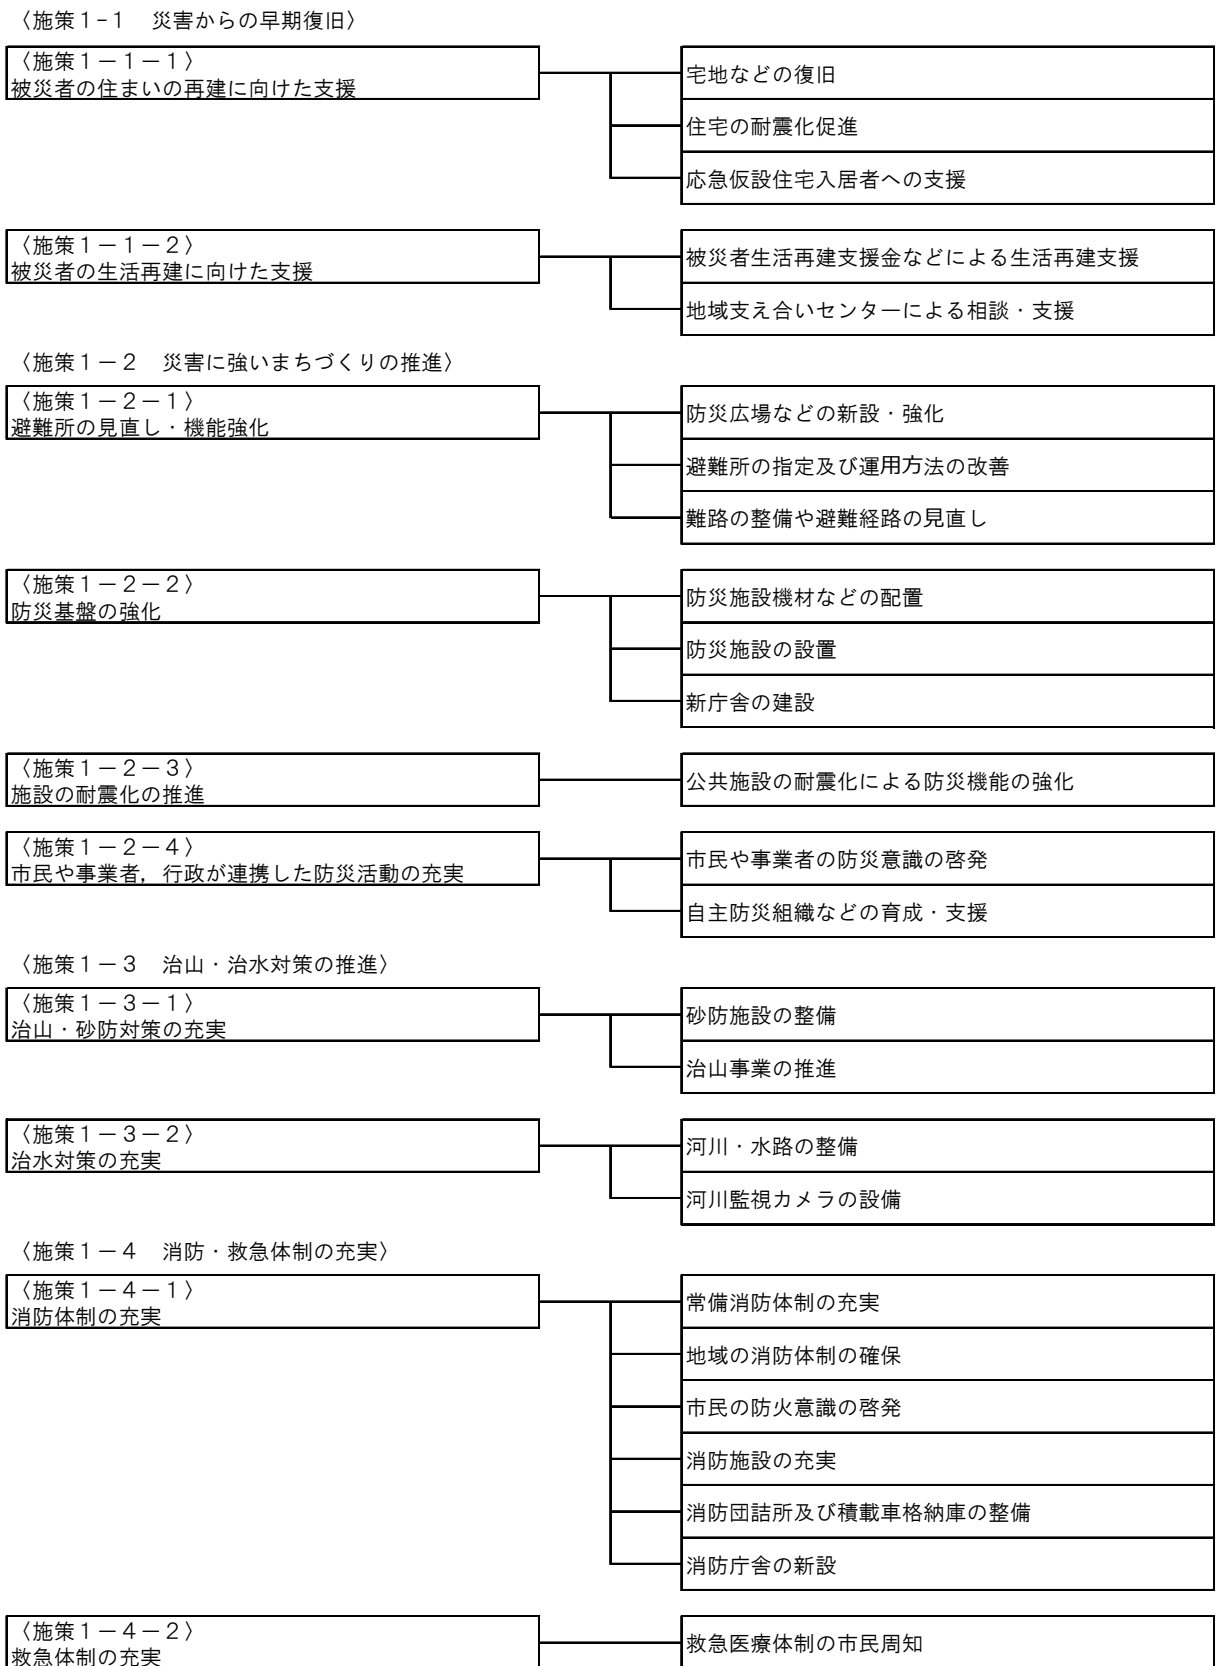 〈施策１-１　災害からの早期復旧〉
〈施策１－１－１〉
被災者の住まいの再建に向けた支援
宅地などの復旧
住宅の耐震化促進
応急仮設住宅入居者への支援
〈施策１－１－２〉
被災者の生活再建に向けた支援
被災者生活再建支援金などによる生活再建支援
地域支え合いセンターによる相談・支援
〈施策１－２　災害に強いまちづくりの推進〉
〈施策１－２－１〉
避難所の見直し・機能強化
防災広場などの新設・強化
避難所の指定及び運用方法の改善
難路の整備や避難経路の見直し
〈施策１－２－２〉
防災基盤の強化
防災施設機材などの配置
防災施設の設置
新庁舎の建設
〈施策１－２－３〉
施設の耐震化の推進
公共施設の耐震化による防災機能の強化
〈施策１－２－４〉
市民や事業者，行政が連携した防災活動の充実
市民や事業者の防災意識の啓発
自主防災組織などの育成・支援
〈施策１－３　治山・治水対策の推進〉
〈施策１－３－１〉
治山・砂防対策の充実
砂防施設の整備
治山事業の推進
〈施策１－３－２〉
治水対策の充実
河川・水路の整備
河川監視カメラの設備
〈施策１－４　消防・救急体制の充実〉
〈施策１－４－１〉
消防体制の充実
常備消防体制の充実
地域の消防体制の確保
市民の防火意識の啓発
消防施設の充実
消防団詰所及び積載車格納庫の整備
消防庁舎の新設
〈施策１－４－２〉
救急体制の充実
救急医療体制の市民周知